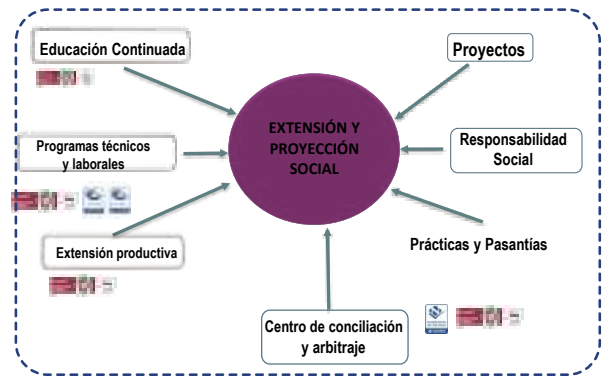 Educación Continuada
Proyectos
EXTENSIÓN Y
PROYECCIÓN
SOCIAL
Programas técnicos
y laborales
Responsabilidad
Social
Extensión productiva
Prácticas y Pasantías
Centro de conciliación
y arbitraje